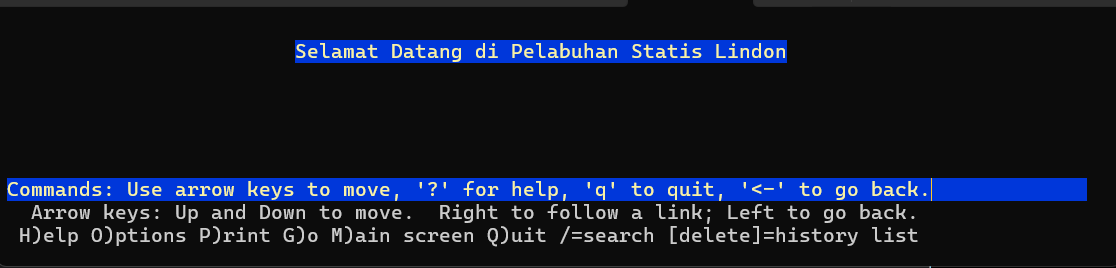 Selamat Datang di Pelabuhan Statis Lindon
Commands: Use arrow keys to move, '?' for help, 'q' to quit, '<-' to go back.
Arrow keys: Up and Down to move.  Right to follow a link; Left to go back.
H)elp O)ptions P)rint G)o M)ain screen Q)uit /=search [delete]=history list